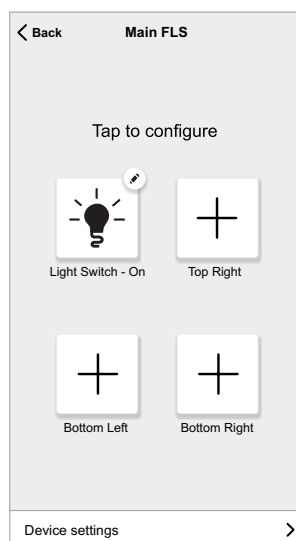 Back
Main FLS
Tap to configure
Light Switch - On
Top Right
Bottom Left
Bottom Right
Device settings